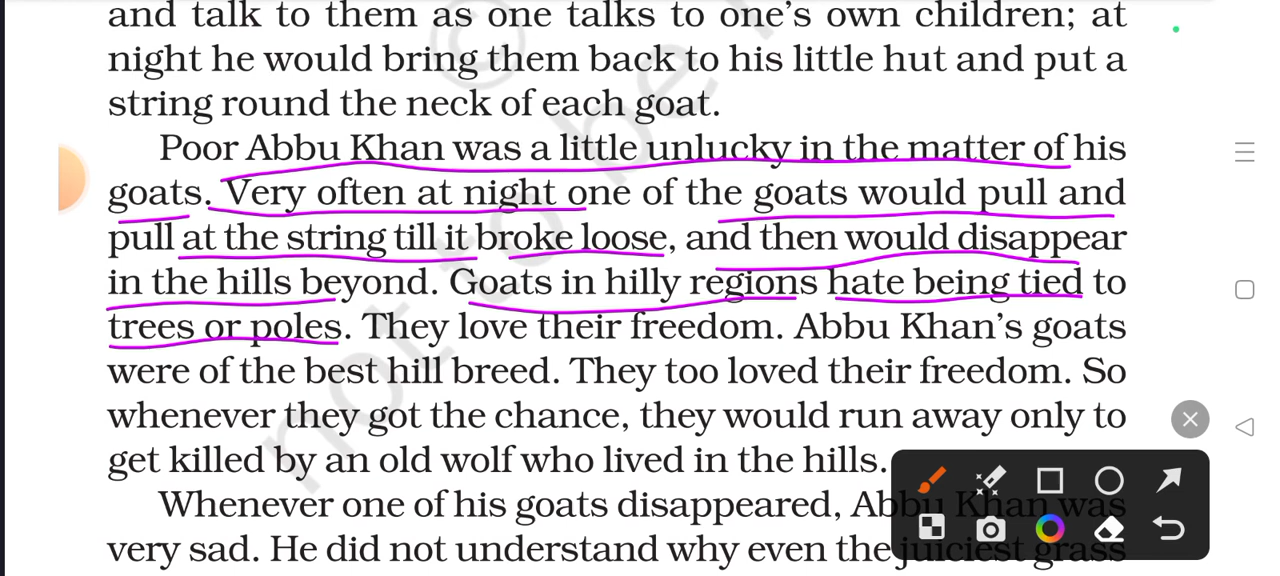 and talk to them as one talks to one's own children; at
night he would bring them back to his little hut and put a
string round the neck of each goat.
Poor Abbu Khan was a little unlucky in the matter of his
goats. Very often at night one of the goats would pull and
pull at the string till it broke loose, and then would disappear
in the hills beyond. Goats in hilly regions hate being tied to
trees or poles. They love their freedom. Abbu Khan's goats
were of the best hill breed. They too loved their freedom. So
whenever they got the chance, they would run away only to
get killed by an old wolf who lived in the hills.
Whenever one of his goats disappeared, Abbu Khan was
very sad. He did not understand why even the juiciest grass
©
not to be r